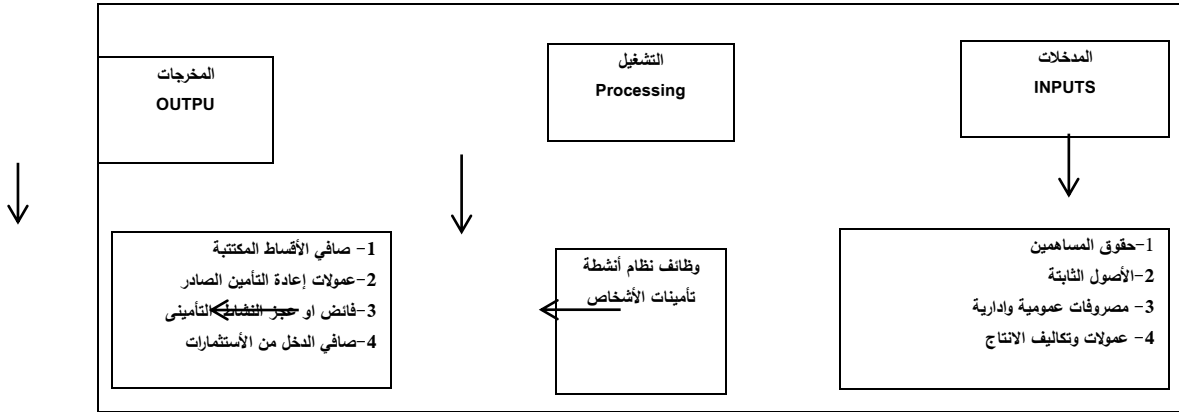 المدخلات
INPUTS
التشغيل
Processing
المخرجات
OUTPU
1-حقوق المساهمين
2-الأصول الثابتة
3- مصروفات عمومية وادارية
4- عمولات وتكاليف الانتاج
وظائف نظام أنشطة
تأمينات الأشخاص
1- صافي الأقساط المكتتبة
2-عمولات إعادة التأمين الصادر
3-فائض او عجز النشاط التأمينى
4-صافي الدخل من الأستثمارات